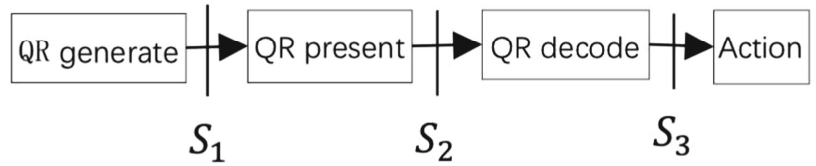 QR generate
QR present
QR decode
Action
S₁
S₂
S₃